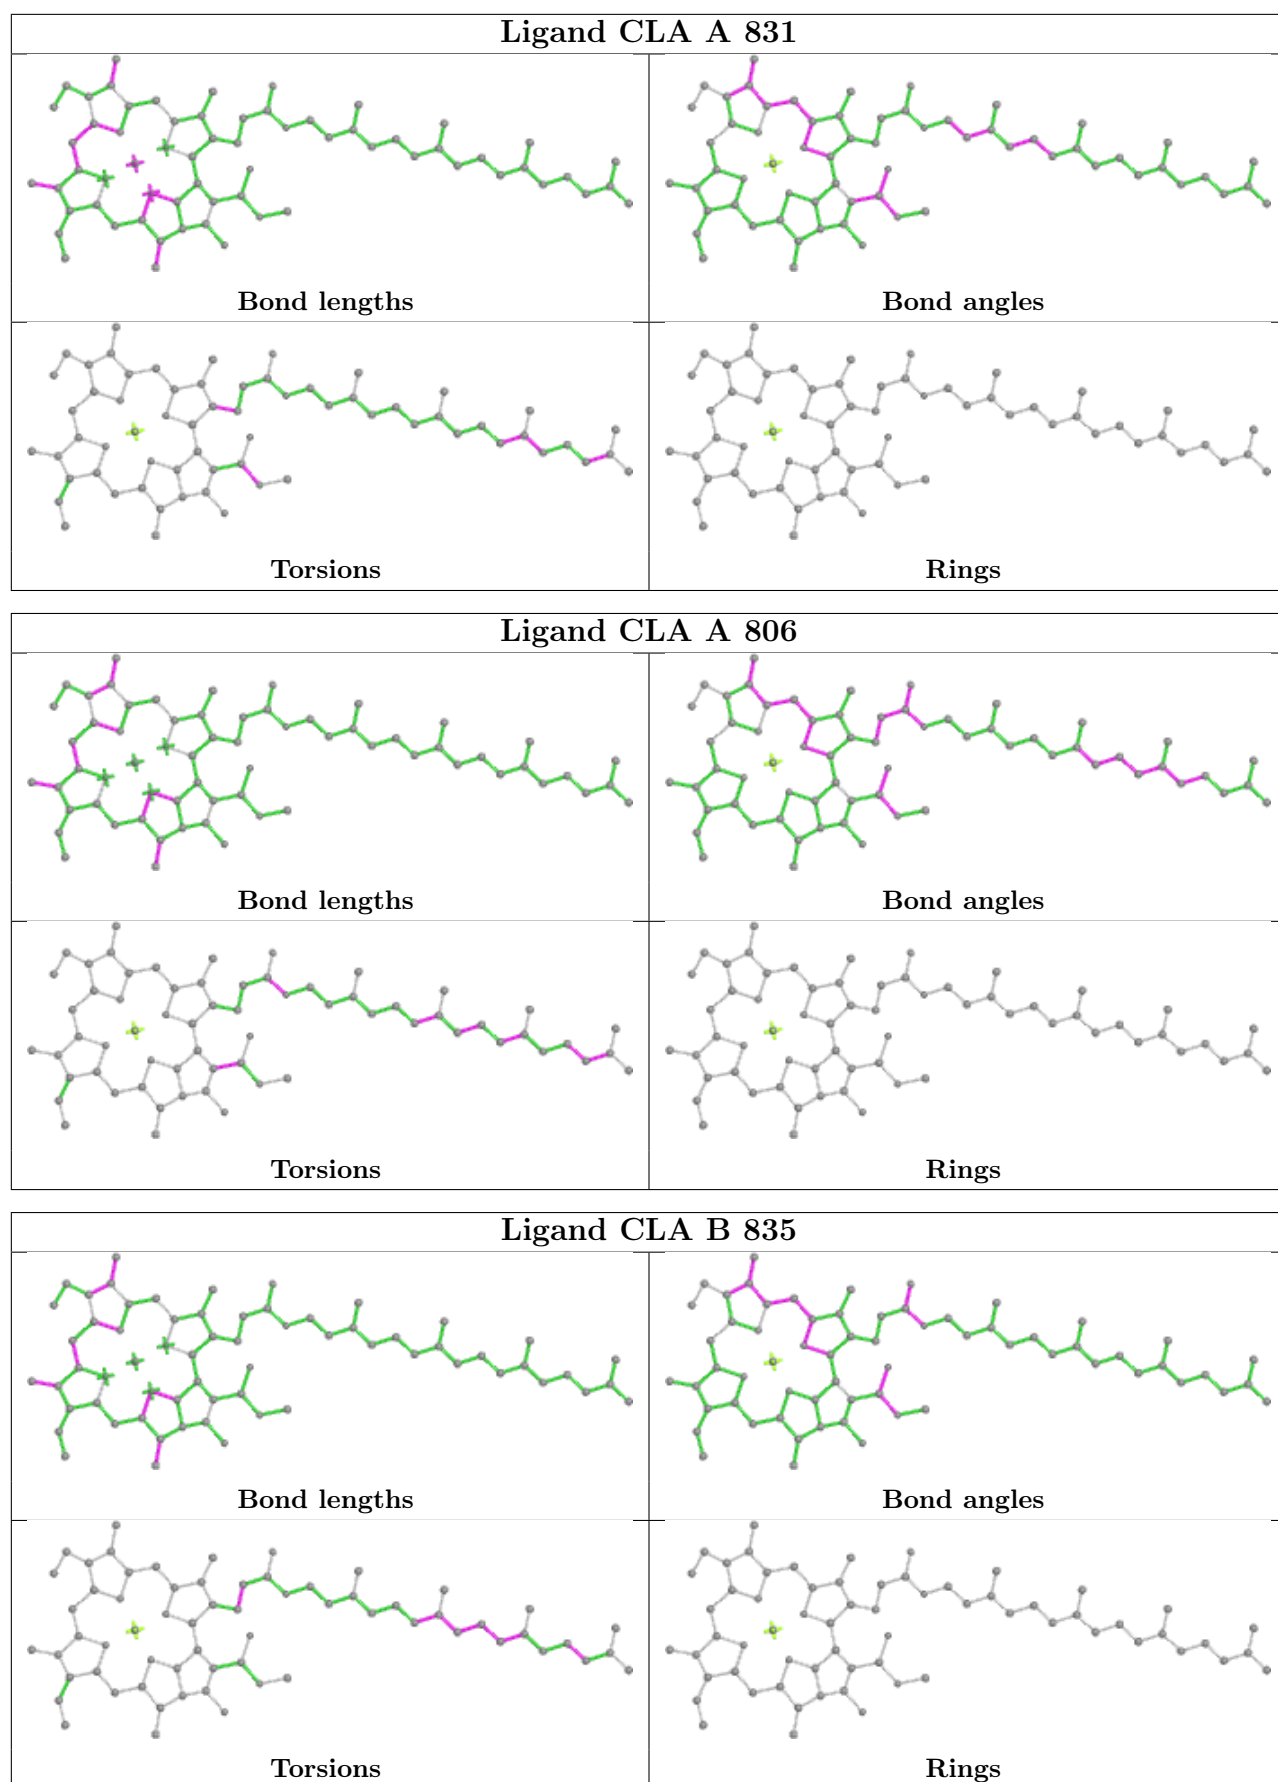 Ligand CLA A 831
Bond lengths
Bond angles
Torsions
Rings
Ligand CLA A 806
Bond lengths
Bond angles
Torsions
Rings
Ligand CLA B 835
Bond lengths
Bond angles
Torsions
Rings